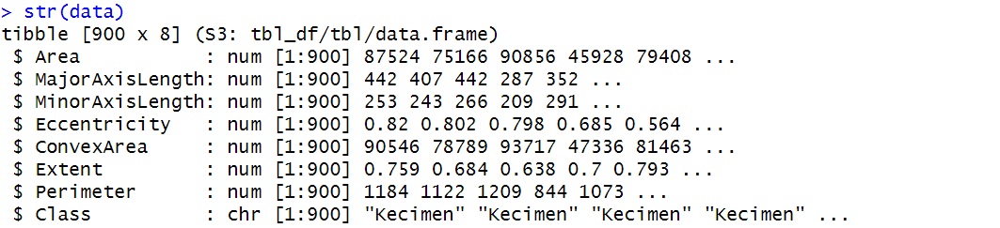 > str(data)
tibble [900 x 8] (S3: tbl_df/tbl/data.frame)
 $ Area           : num [1:900] 87524 75166 90856 45928 79408 ...
 $ MajorAxisLength: num [1:900] 442 407 442 287 352 ...
 $ MinorAxisLength: num [1:900] 253 243 266 209 291 ...
 $ Eccentricity   : num [1:900] 0.82 0.802 0.798 0.685 0.564 ...
 $ ConvexArea     : num [1:900] 90546 78789 93717 47336 81463 ...
 $ Extent         : num [1:900] 0.759 0.684 0.638 0.7 0.793 ...
 $ Perimeter      : num [1:900] 1184 1122 1209 844 1073 ...
 $ Class          : chr [1:900] "Kecimen" "Kecimen" "Kecimen" "Kecimen" ...